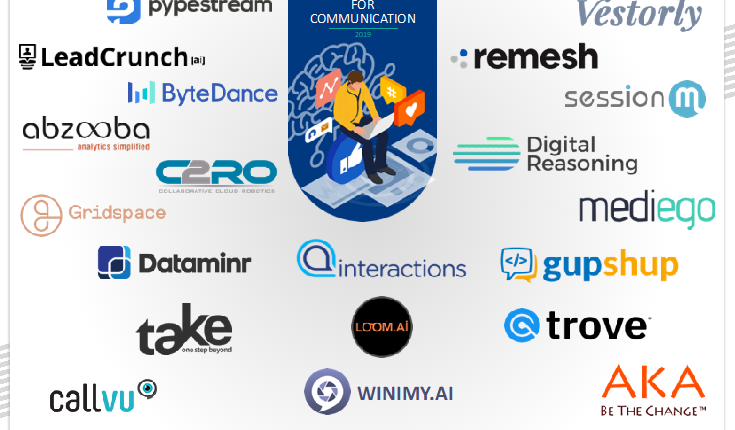 pypestream
FOR
COMMUNICATION
2019
Vestorly
LeadCrunch[ai]
remesh
ByteDance
session m
abzooba
analytics simplified
Digital
Reasoning
C2RO
COLLABORATIVE CLOUD ROBOTICS
Gridspace
mediego
Dataminr
interactions
</> gupshup
take
one step beyond
LOOM.Ai
trove
callvu
WINIMY.AI
AKA
BE THE CHANGE™